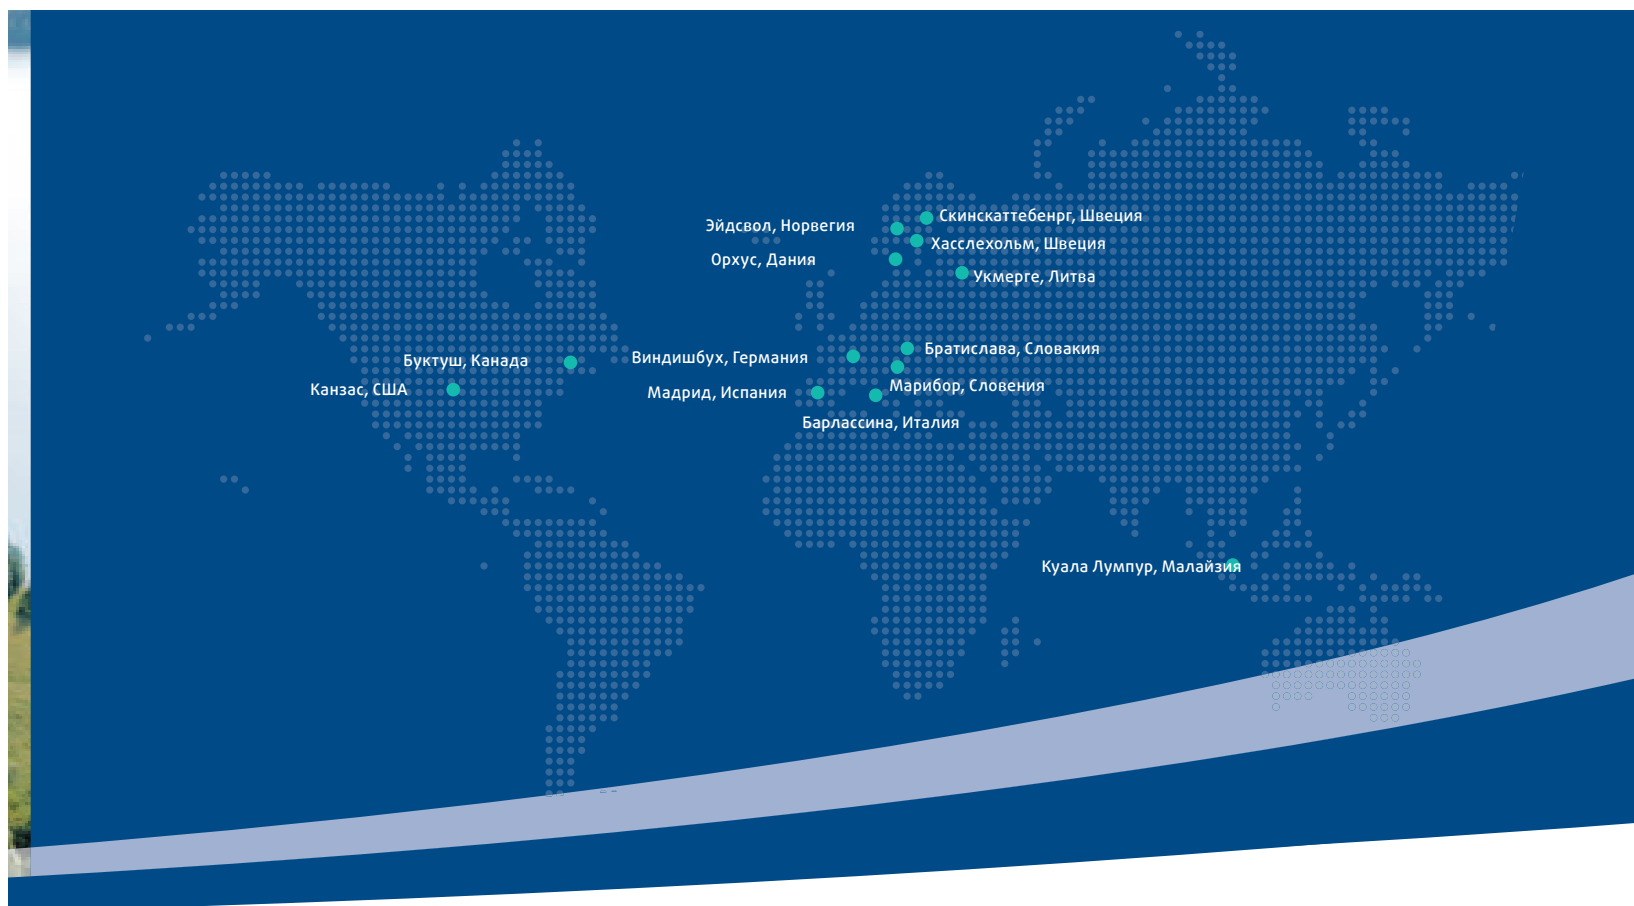 Скинскаттебенрг, Швеция
Эйдсвол, Норвегия
Хасслехольм, Швеция
Орхус, Дания
Укмерге, Литва
Братислава, Словакия
Виндишбух, Германия
Буктуш, Канада
Марибор, Словения
Канзас, США
Мадрид, Испания
Барлассина, Италия
Куала Лумпур, Малайзия